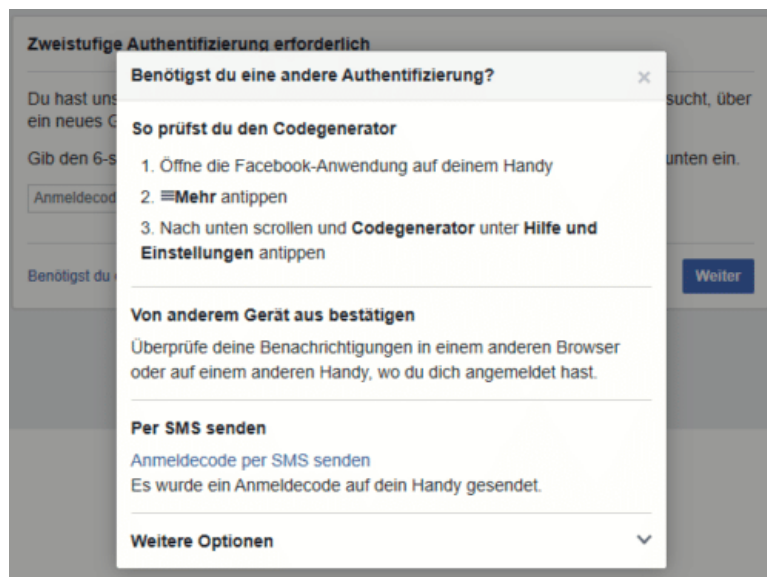 Zweistufige Authentifizierung erforderlich
Benötigst du eine andere Authentifizierung?
×
Du hast uns
sucht, über
ein neues
So prüfst du den Codegenerator
Gib den 6-s
unten ein.
1. Öffne die Facebook-Anwendung auf deinem Handy
Anmeldecod
2. ≡Mehr antippen
3. Nach unten scrollen und Codegenerator unter Hilfe und
Einstellungen antippen
Benötigst du
Weiter
Von anderem Gerät aus bestätigen
Überprüfe deine Benachrichtigungen in einem anderen Browser
oder auf einem anderen Handy, wo du dich angemeldet hast.
Per SMS senden
Anmeldecode per SMS senden
Es wurde ein Anmeldecode auf dein Handy gesendet.
Weitere Optionen